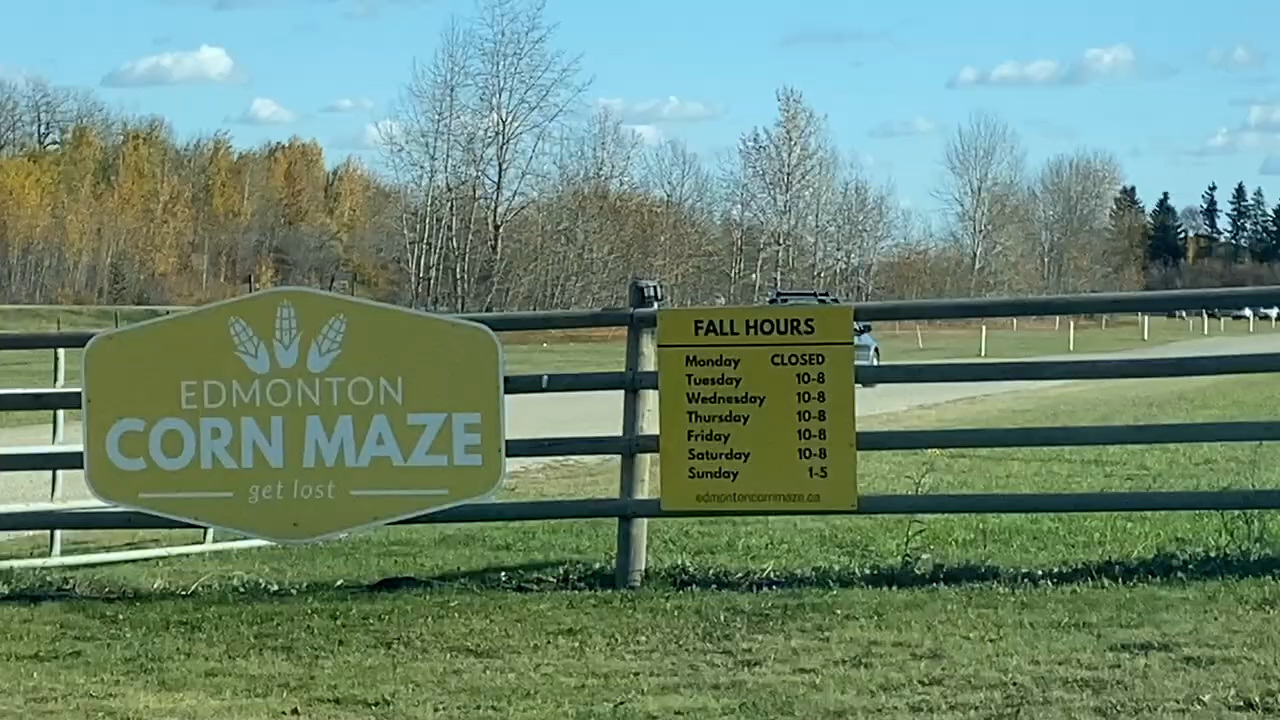 EDMONTON
CORN MAZE
get lost
FALL HOURS
Monday CLOSED
Tuesday 10-8
Wednesday 10-8
Thursday 10-8
Friday 10-8
Saturday 10-8
Sunday 1-5
edmontoncornmaze.ca